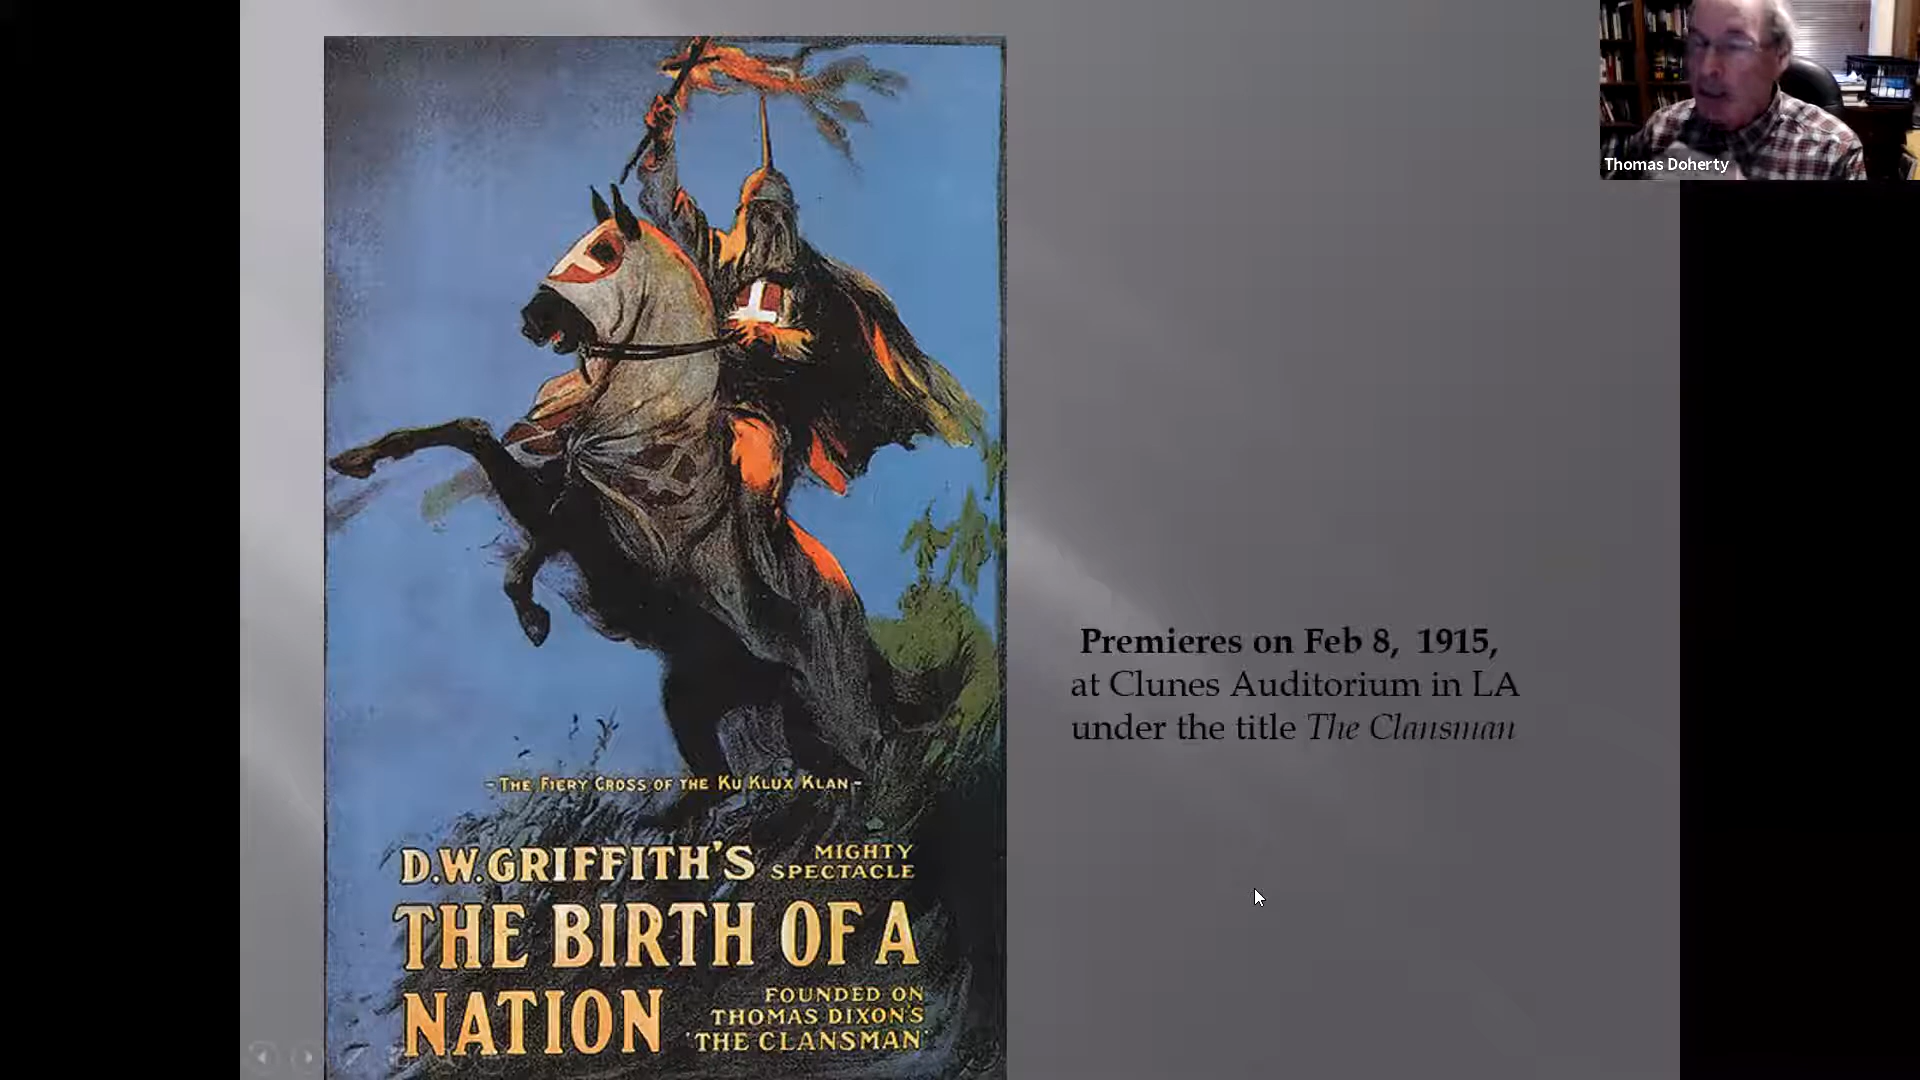 Thomas Doherty
Premieres on Feb 8, 1915,
at Clunes Auditorium in LA
under the title The Clansman
-THE FIERY CROSS OF THE KU KLUX KLAN-
D.W.GRIFFITH'S MIGHTY SPECTACLE
THE BIRTH OF A
NATION
FOUNDED ON
THOMAS DIXON'S
'THE CLANSMAN'